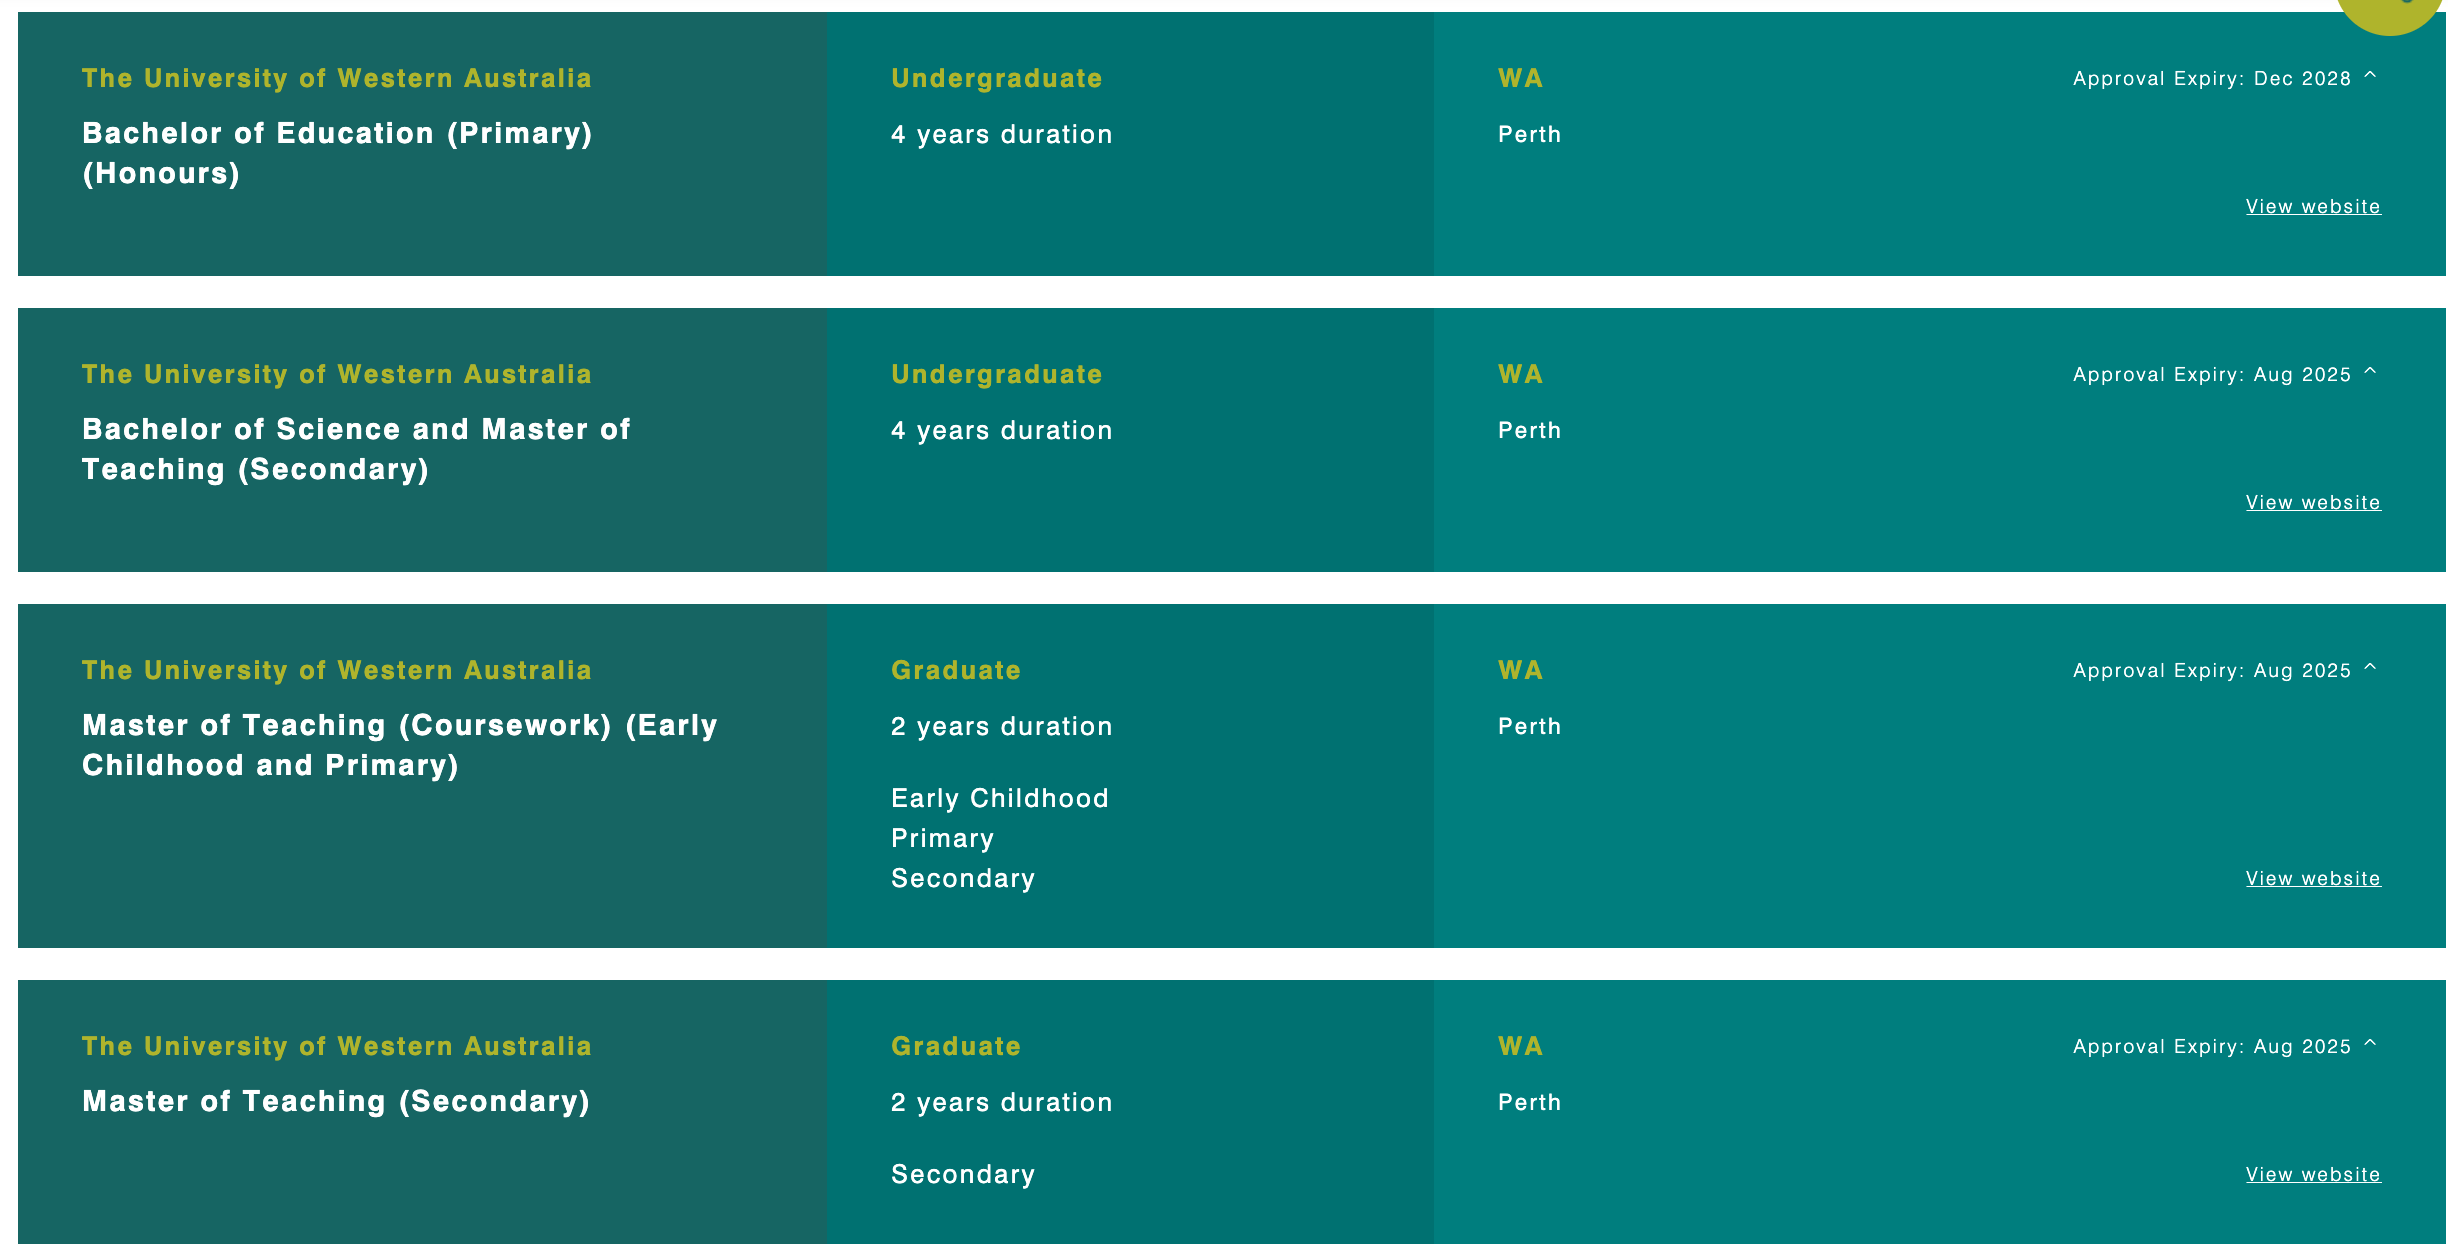 The University of Western Australia
Bachelor of Education (Primary)
(Honours)
Undergraduate
4 years duration
WA
Perth
Approval Expiry: Dec 2028 ^
View website
The University of Western Australia
Bachelor of Science and Master of
Teaching (Secondary)
Undergraduate
4 years duration
WA
Perth
Approval Expiry: Aug 2025 ^
View website
The University of Western Australia
Master of Teaching (Coursework) (Early
Childhood and Primary)
Graduate
2 years duration
Early Childhood
Primary
Secondary
WA
Perth
Approval Expiry: Aug 2025 ^
View website
The University of Western Australia
Master of Teaching (Secondary)
Graduate
2 years duration
Secondary
WA
Perth
Approval Expiry: Aug 2025 ^
View website